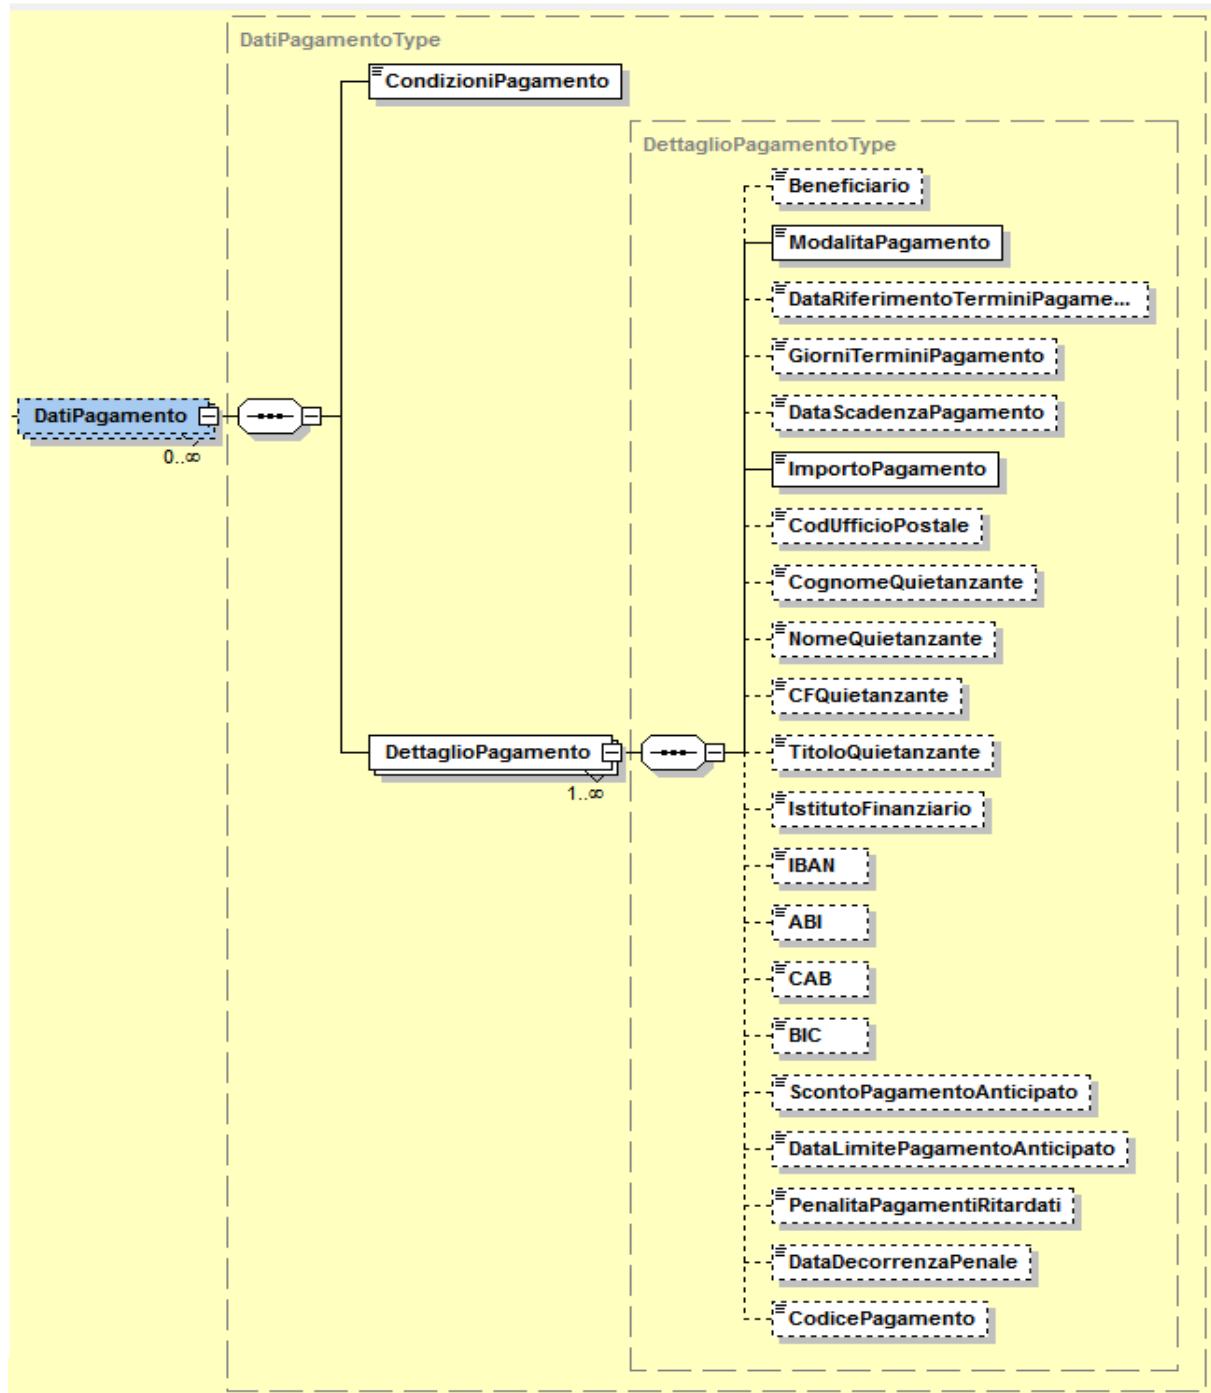 DatiPagamentoType
CondizioniPagamento
DettaglioPagamentoType
Beneficiario
ModalitaPagamento
DataRiferimentoTerminiPagame...
GiorniTerminiPagamento
DataScadenzaPagamento
DatiPagamento
0..∞
ImportoPagamento
CodUfficioPostale
CognomeQuietanzante
NomeQuietanzante
CFQuietanzante
DettaglioPagamento
1..∞
TitoloQuietanzante
IstitutoFinanziario
IBAN
ABI
CAB
BIC
ScontoPagamentoAnticipato
DataLimitePagamentoAnticipato
PenalitaPagamentiRitardati
DataDecorrenzaPenale
CodicePagamento